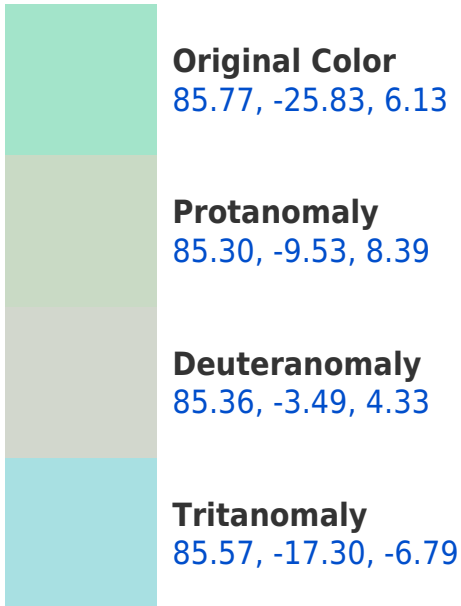 Original Color
85.77, -25.83, 6.13
Protanomaly
85.30, -9.53, 8.39
Deuteranomaly
85.36, -3.49, 4.33
Tritanomaly
85.57, -17.30, -6.79